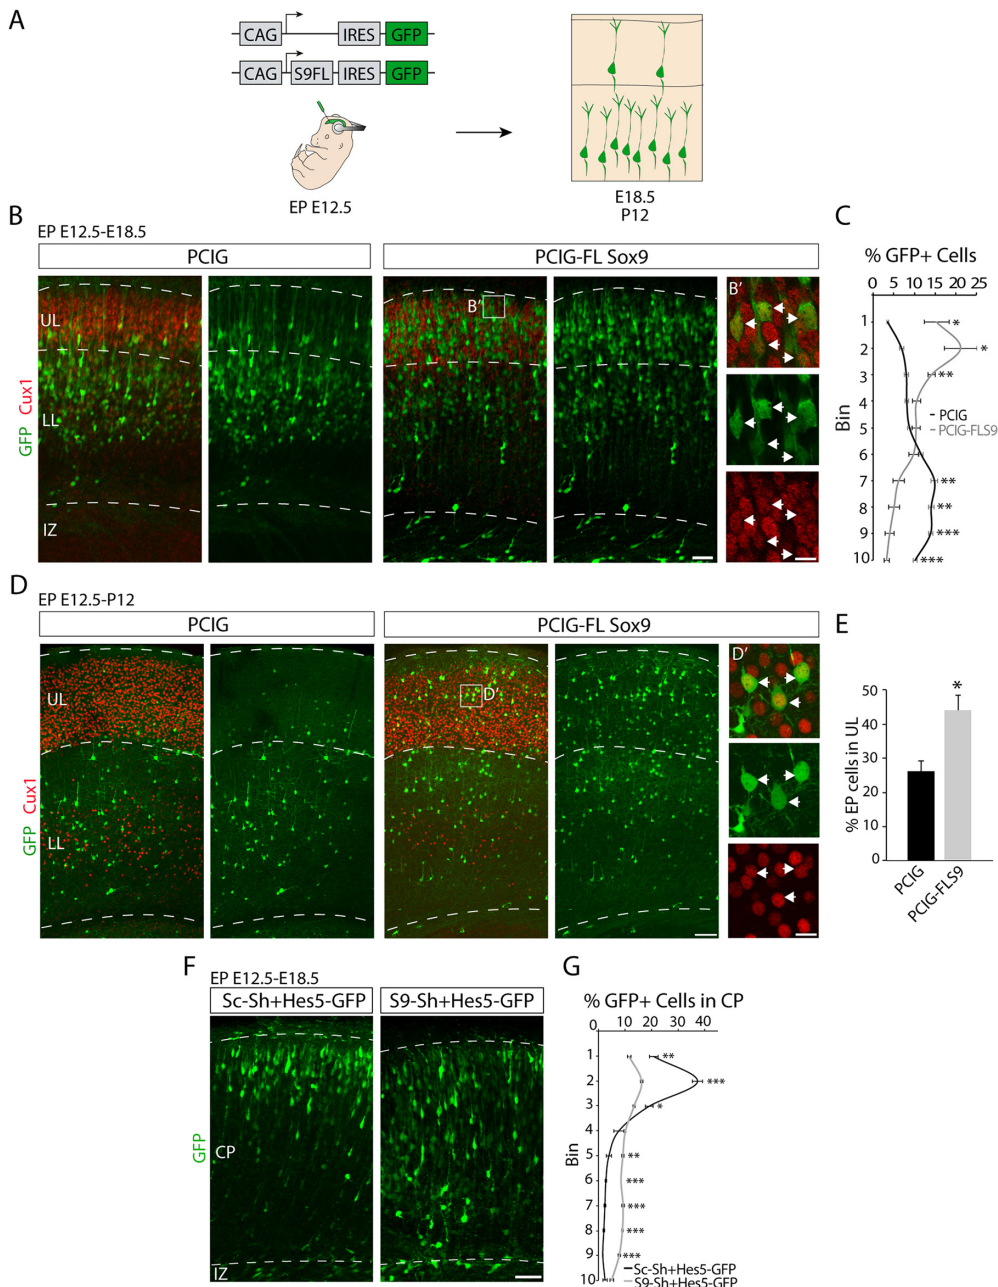 A
CAG IRES GFP
CAG S9FL IRES GFP
EP E12.5
E18.5
P12
B
EP E12.5-E18.5
PCIG
PCIG-FL Sox9
GFP Cux1
UL
LL
IZ
B'
B'
C
% GFP+ Cells
0 5 10 15 20 25
Bin
1 *
2 *
3 **
4
5
6
7 **
8 **
9 ***
10 ***
PCIG
PCIG-FLS9
D
EP E12.5-P12
PCIG
PCIG-FL Sox9
GFP Cux1
UL
LL
D'
D'
E
% EP cells in UL
50
40
30
20
10
0
*
PCIG
PCIG-FLS9
F
EP E12.5-E18.5
Sc-Sh+Hes5-GFP
S9-Sh+Hes5-GFP
GFP
CP
IZ
G
% GFP+ Cells in CP
0 10 20 30 40
Bin
1 **
2 ***
3 *
4
5 **
6 ***
7 ***
8 ***
9 ***
10
Sc-Sh+Hes5-GFP
S9-Sh+Hes5-GFP